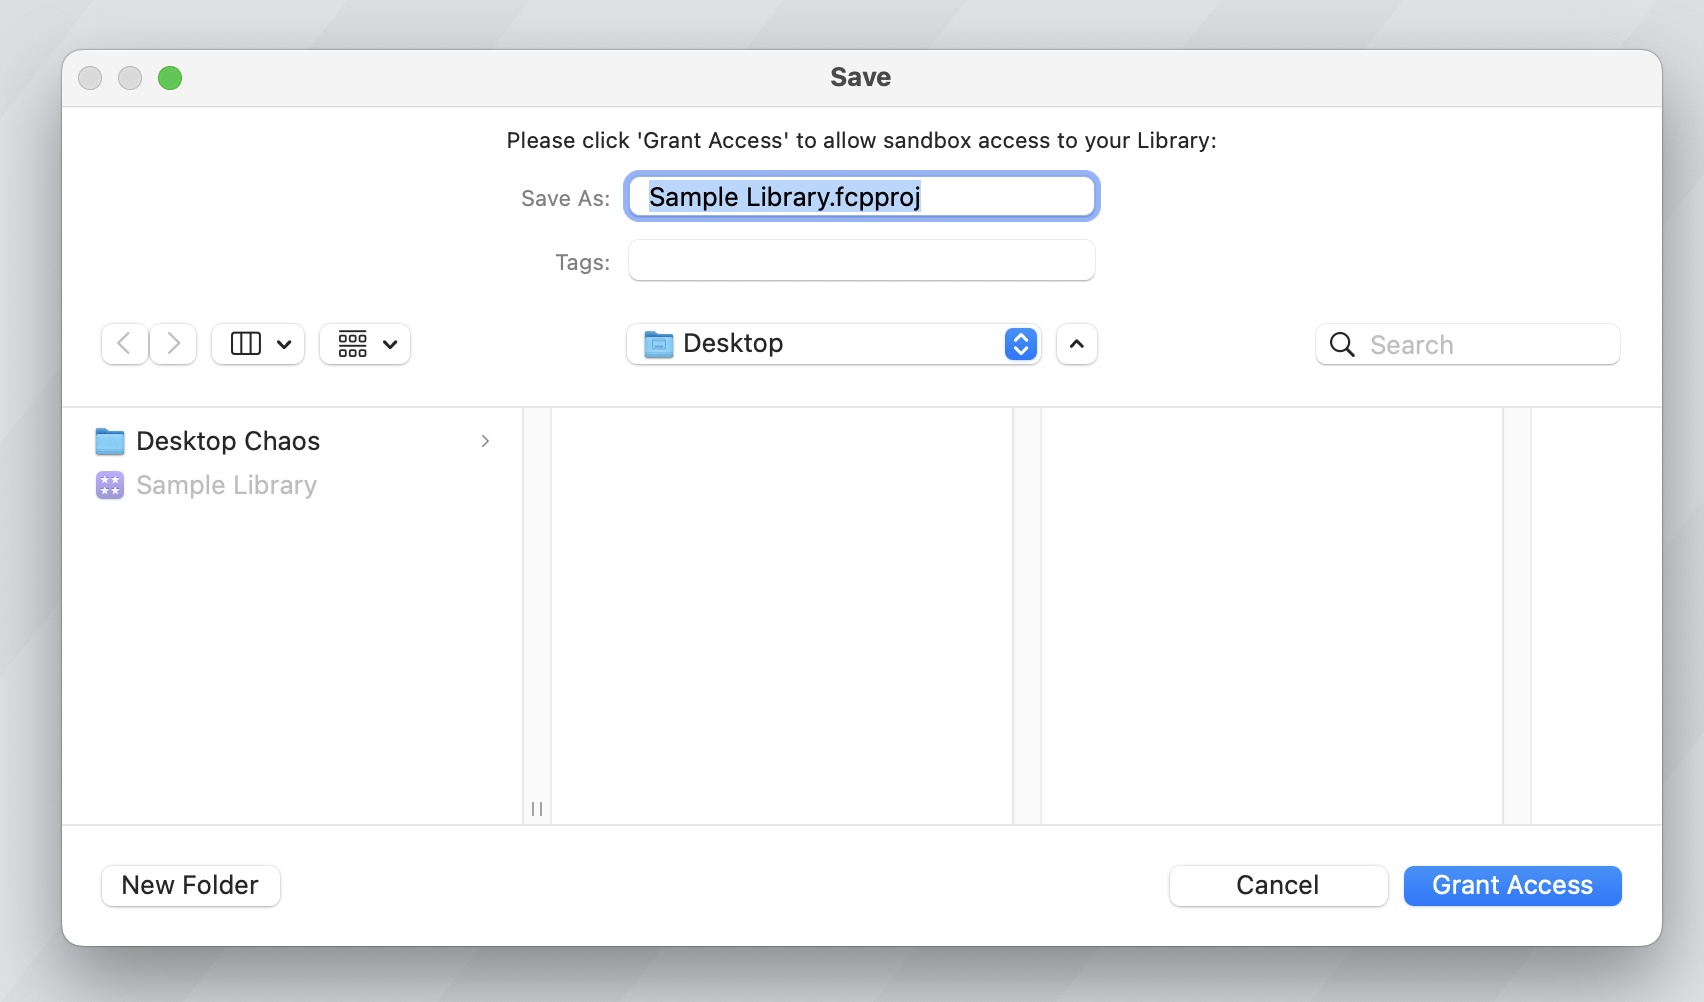 Save
Please click 'Grant Access' to allow sandbox access to your Library:
Save As: Sample Library.fcpproj
Tags:
Desktop
Search
Desktop Chaos
Sample Library
New Folder
Cancel
Grant Access